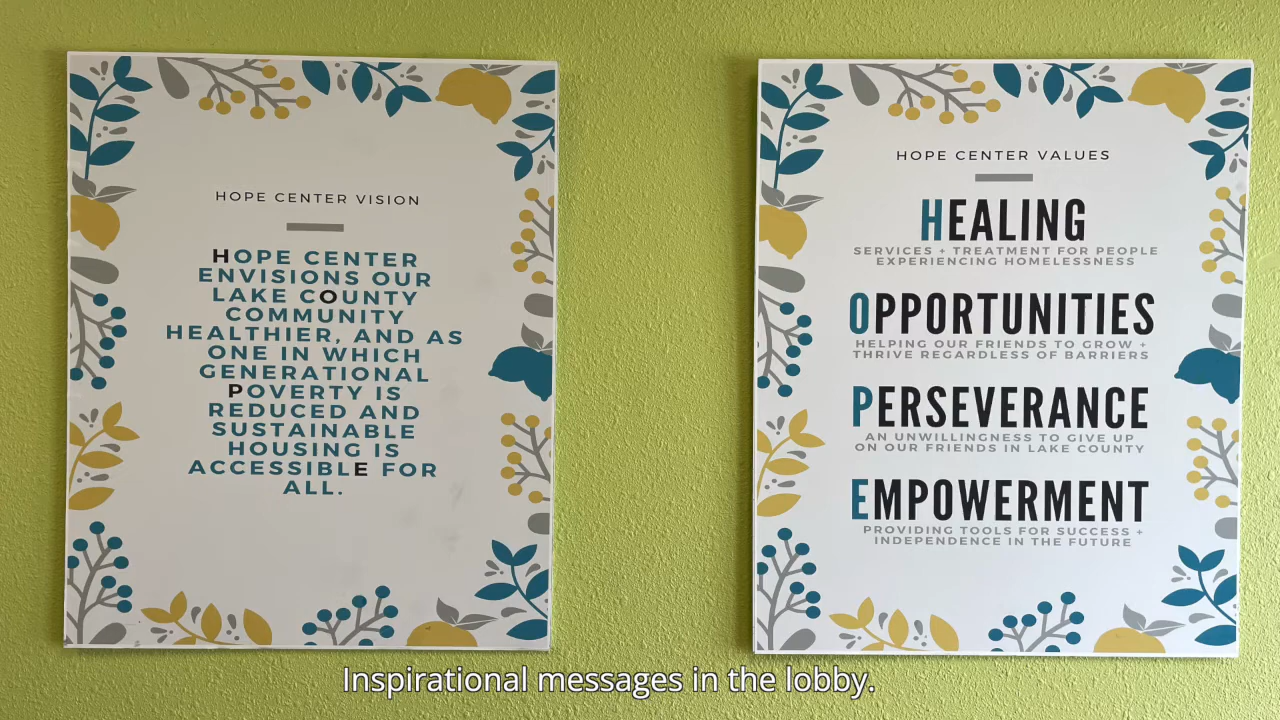 HOPE CENTER VISION
HOPE CENTER
ENVISIONS OUR
LAKE COUNTY
COMMUNITY
HEALTHIER, AND AS
ONE IN WHICH
GENERATIONAL
POVERTY IS
REDUCED AND
SUSTAINABLE
HOUSING IS
ACCESSIBLE FOR
ALL.
HOPE CENTER VALUES
HEALING
SERVICES + TREATMENT FOR PEOPLE
EXPERIENCING HOMELESSNESS
OPPORTUNITIES
HELPING OUR FRIENDS TO GROW +
THRIVE REGARDLESS OF BARRIERS
PERSEVERANCE
AN UNWILLINGNESS TO GIVE UP
ON OUR FRIENDS IN LAKE COUNTY
EMPOWERMENT
PROVIDING TOOLS FOR SUCCESS +
INDEPENDENCE IN THE FUTURE
Inspirational messages in the lobby.